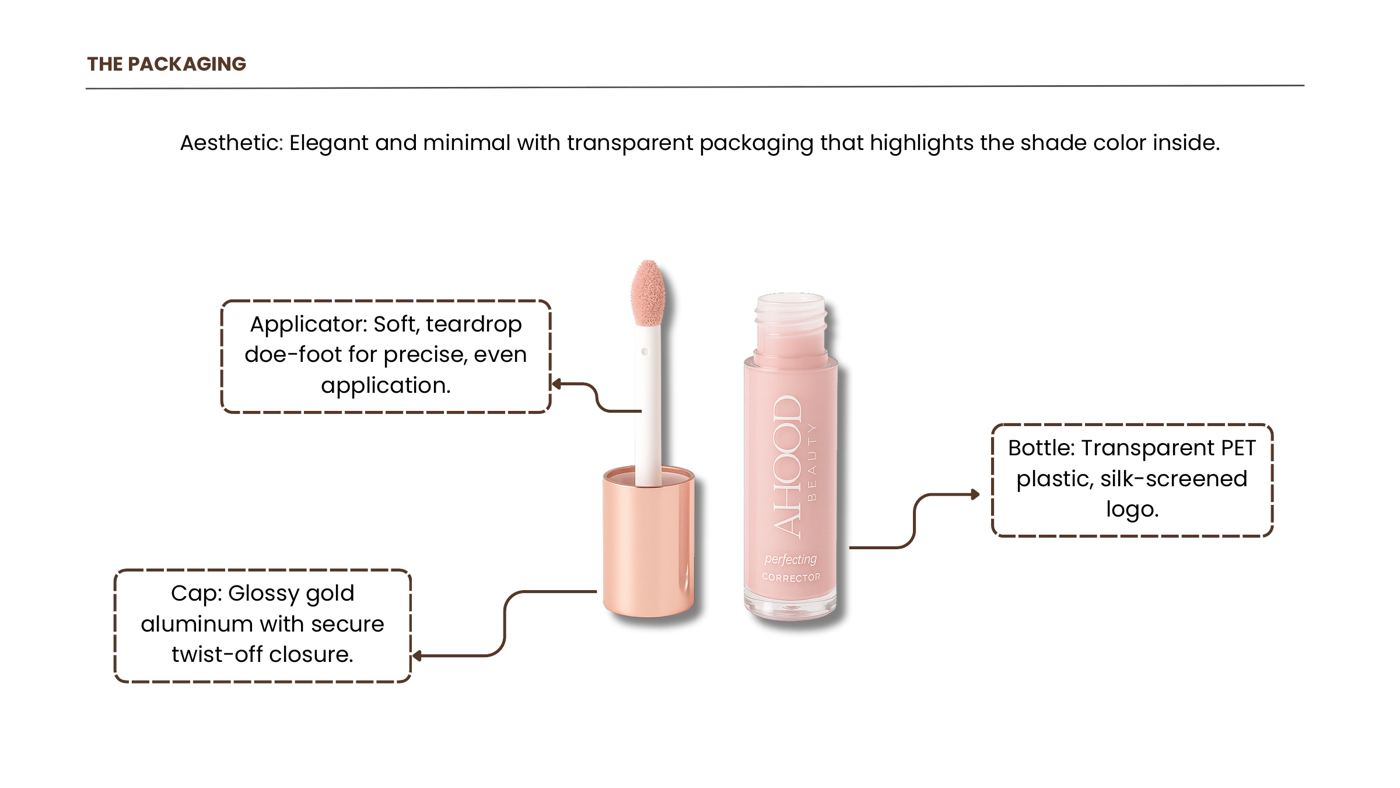 THE PACKAGING
Aesthetic: Elegant and minimal with transparent packaging that highlights the shade color inside.
Applicator: Soft, teardrop
doe-foot for precise, even
application.
AHOOD
BEAUTY
perfecting
CORRECTOR
Bottle: Transparent PET
plastic, silk-screened
logo.
Cap: Glossy gold
aluminum with secure
twist-off closure.